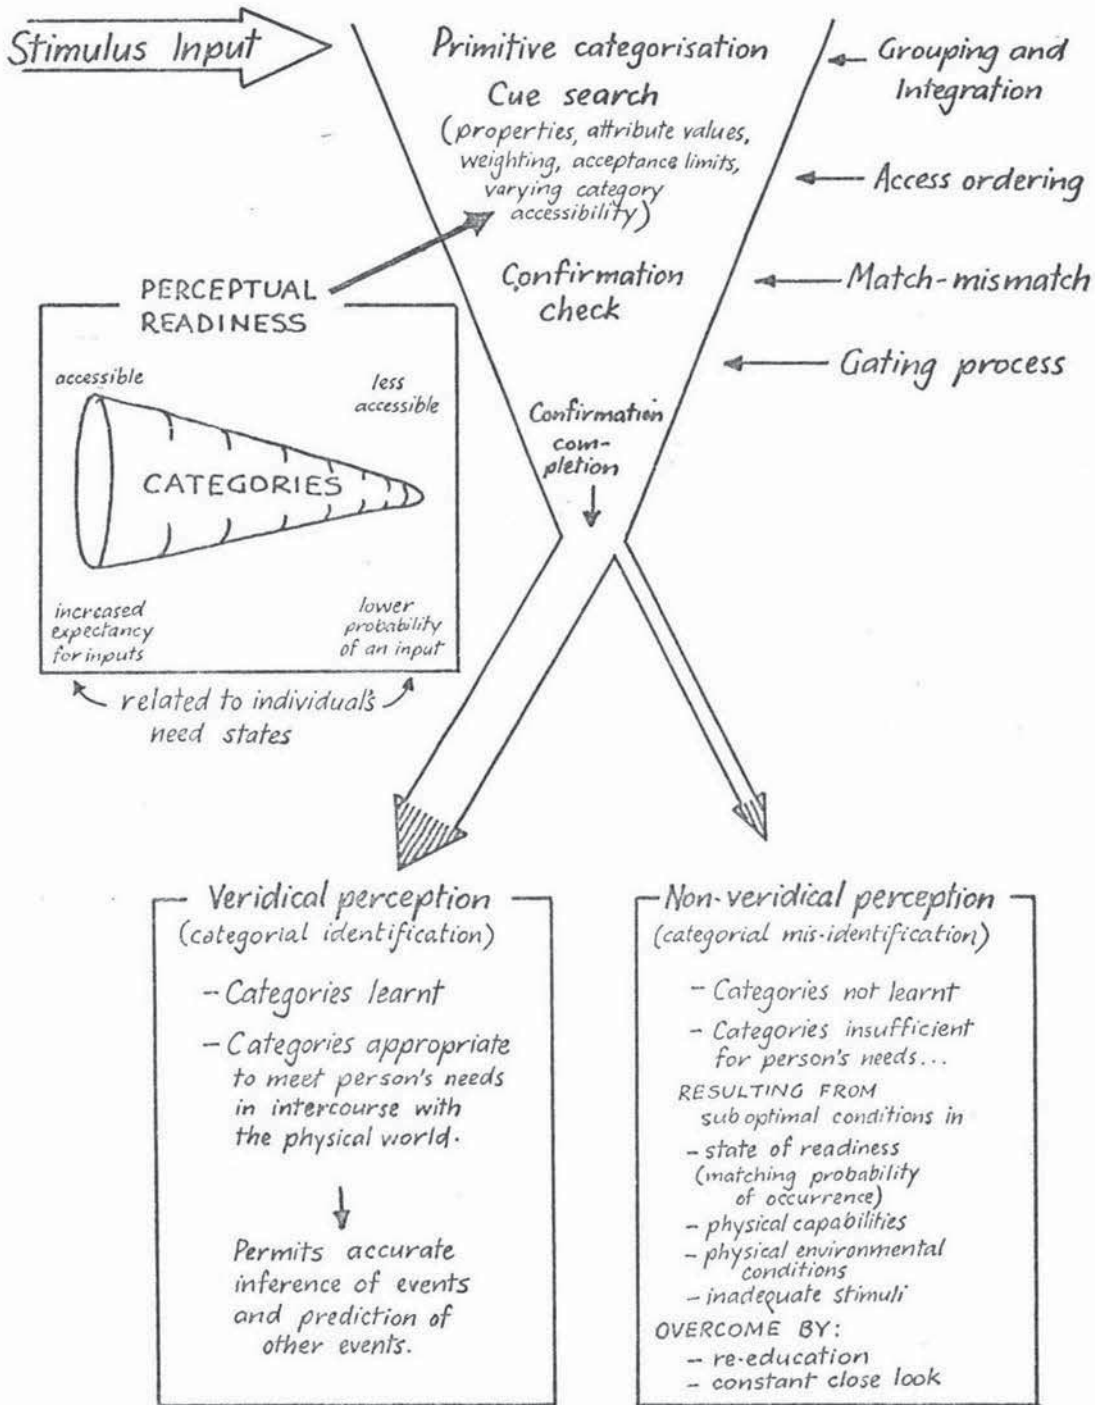 Stimulus Input
Primitive categorisation
Cue search
(properties, attribute values,
weighting, acceptance limits,
varying category
accessibility)
Confirmation
check
Confirmation
com-
pletion
Grouping and
Integration
Access ordering
Match-mismatch
Gating process
PERCEPTUAL
READINESS
accessible
less
accessible
CATEGORIES
increased
expectancy
for inputs
lower
probability
of an input
related to individual's
need states
Veridical perception
(categorial identification)
- Categories learnt
- Categories appropriate
to meet person's needs
in intercourse with
the physical world.
Permits accurate
inference of events
and prediction of
other events.
Non-veridical perception
(categorial mis-identification)
- Categories not learnt
- Categories insufficient
for person's needs...
RESULTING FROM
suboptimal conditions in
- state of readiness
(matching probability
of occurrence)
- physical capabilities
- physical environmental
conditions
- inadequate stimuli
OVERCOME BY:
- re-education
- constant close look